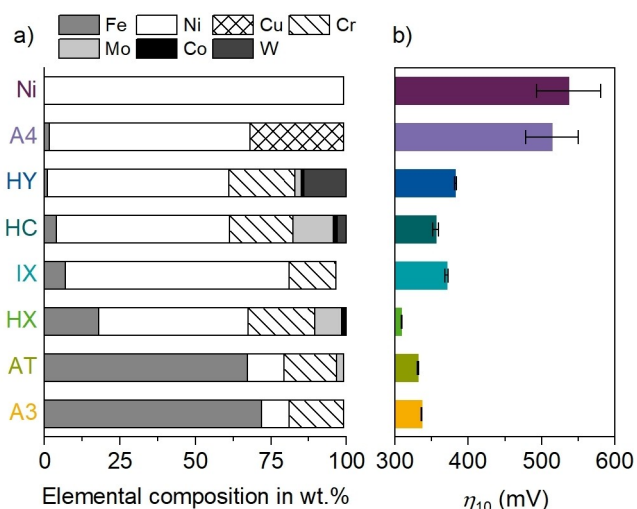 a)
Fe Ni Cu Cr
Mo Co W
b)
Ni
A4
HY
HC
IX
HX
AT
A3
0 25 50 75 100
Elemental composition in wt.%
300 400 500 600
η10 (mV)